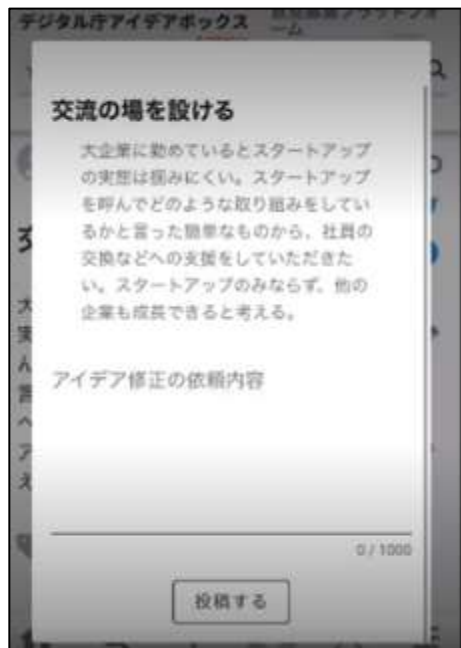 デジタル庁アイデアボックス
交流の場を設ける
大企業に勤めているとスタートアップ
の実態は掴みにくい。スタートアップ
を呼んでどのような取り組みをしてい
るかと言った簡単なものから、社員の
交換などへの支援をしていただきた
い。スタートアップのみならず、他の
企業も成長できると考える。
アイデア修正の依頼内容
0 / 1000
投稿する